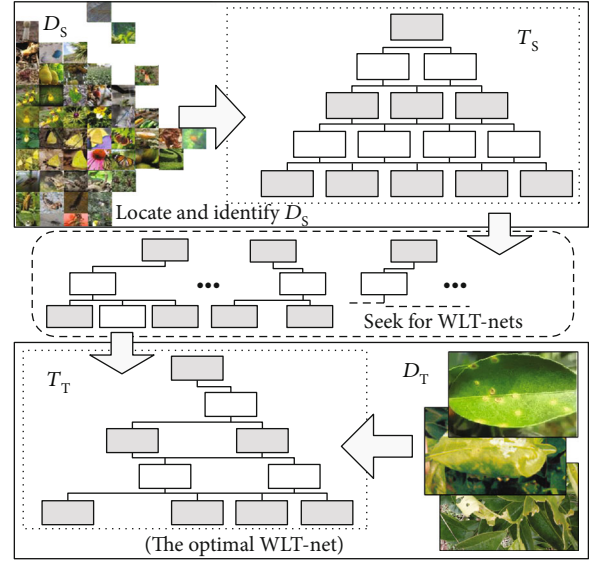 D_S
T_S
Locate and identify D_S
••• ••• 
Seek for WLT-nets
T_T
D_T
(The optimal WLT-net)